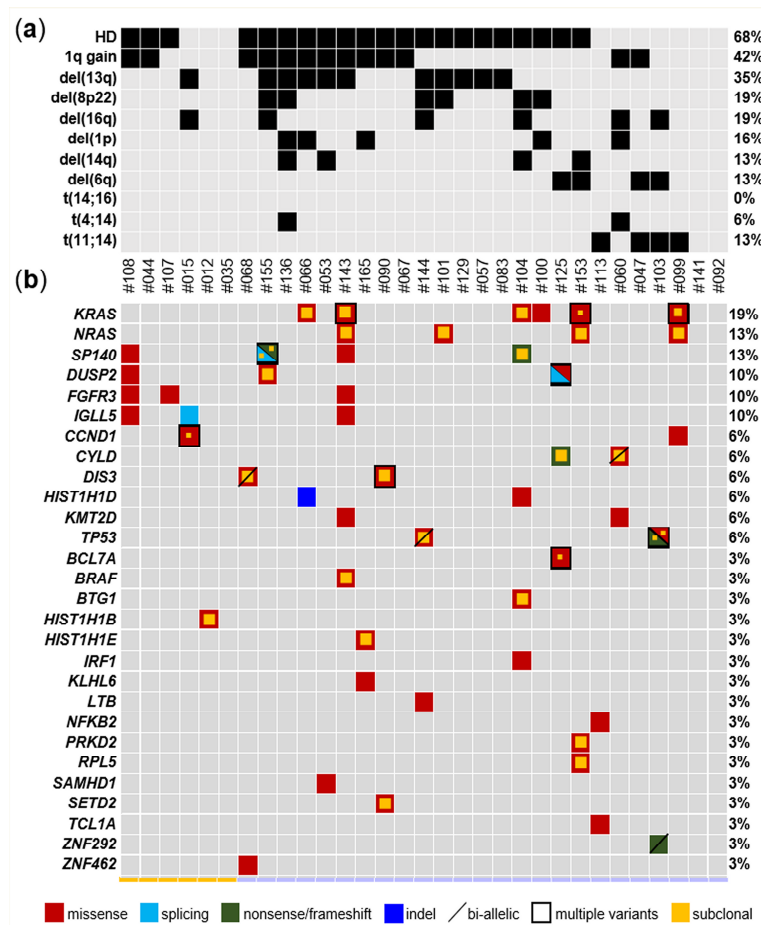 (a)
HD 68%
1q gain 42%
del(13q) 35%
del(8p22) 19%
del(16q) 19%
del(1p) 16%
del(14q) 13%
del(6q) 13%
t(14;16) 0%
t(4;14) 6%
t(11;14) 13%
#108 #044 #107 #015 #012 #035 #068 #155 #136 #066 #053 #143 #165 #090 #067 #144 #101 #129 #057 #083 #104 #100 #125 #153 #113 #060 #047 #103 #099 #141 #092
(b)
KRAS 19%
NRAS 13%
SP140 13%
DUSP2 10%
FGFR3 10%
IGLL5 10%
CCND1 6%
CYLD 6%
DIS3 6%
HIST1H1D 6%
KMT2D 6%
TP53 6%
BCL7A 3%
BRAF 3%
BTG1 3%
HIST1H1B 3%
HIST1H1E 3%
IRF1 3%
KLHL6 3%
LTB 3%
NFKB2 3%
PRKD2 3%
RPL5 3%
SAMHD1 3%
SETD2 3%
TCL1A 3%
ZNF292 3%
ZNF462 3%
missense splicing nonsense/frameshift indel bi-allelic multiple variants subclonal